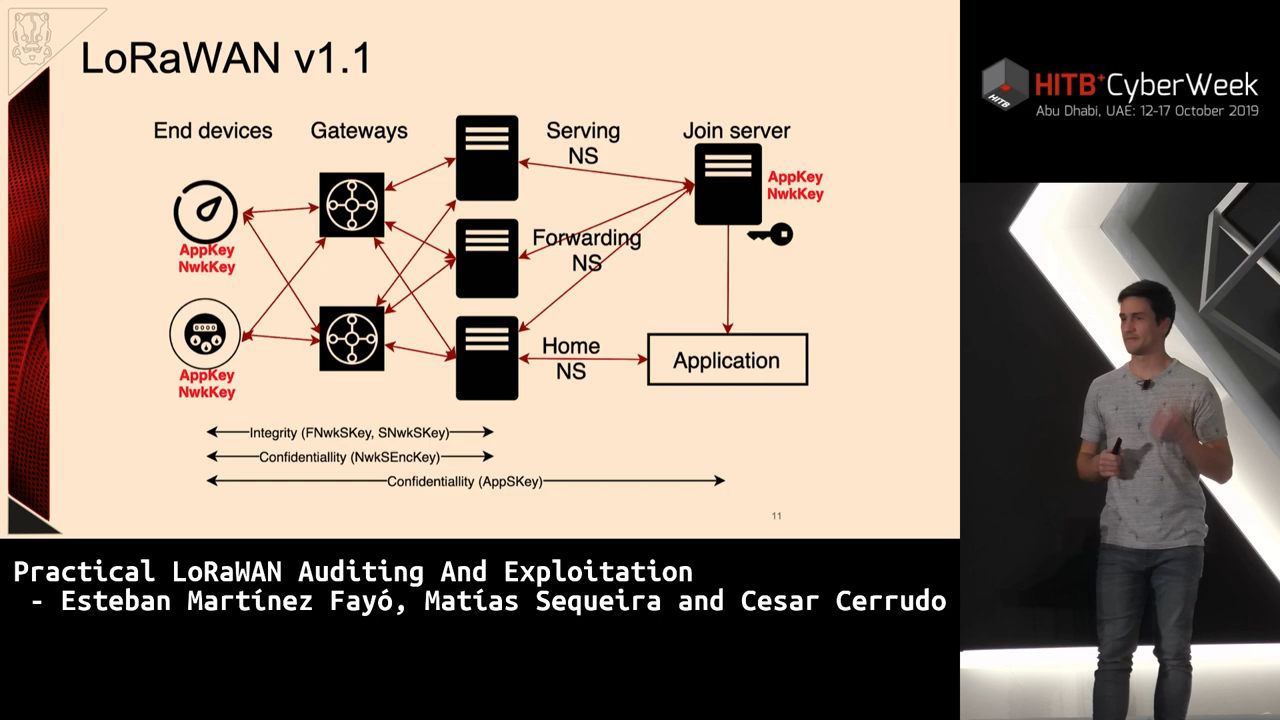 LoRaWAN v1.1
End devices
Gateways
Serving
NS
Join server
AppKey
NwkKey
AppKey
NwkKey
Forwarding
NS
AppKey
NwkKey
Home
NS
Application
Integrity (FNwkSKey, SNwkSKey)
Confidentiallity (NwkSEncKey)
Confidentiallity (AppSKey)
11
HITB
HITB+CyberWeek
Abu Dhabi, UAE: 12-17 October 2019
Practical LoRaWAN Auditing And Exploitation
- Esteban Martínez Fayó, Matías Sequeira and Cesar Cerrudo